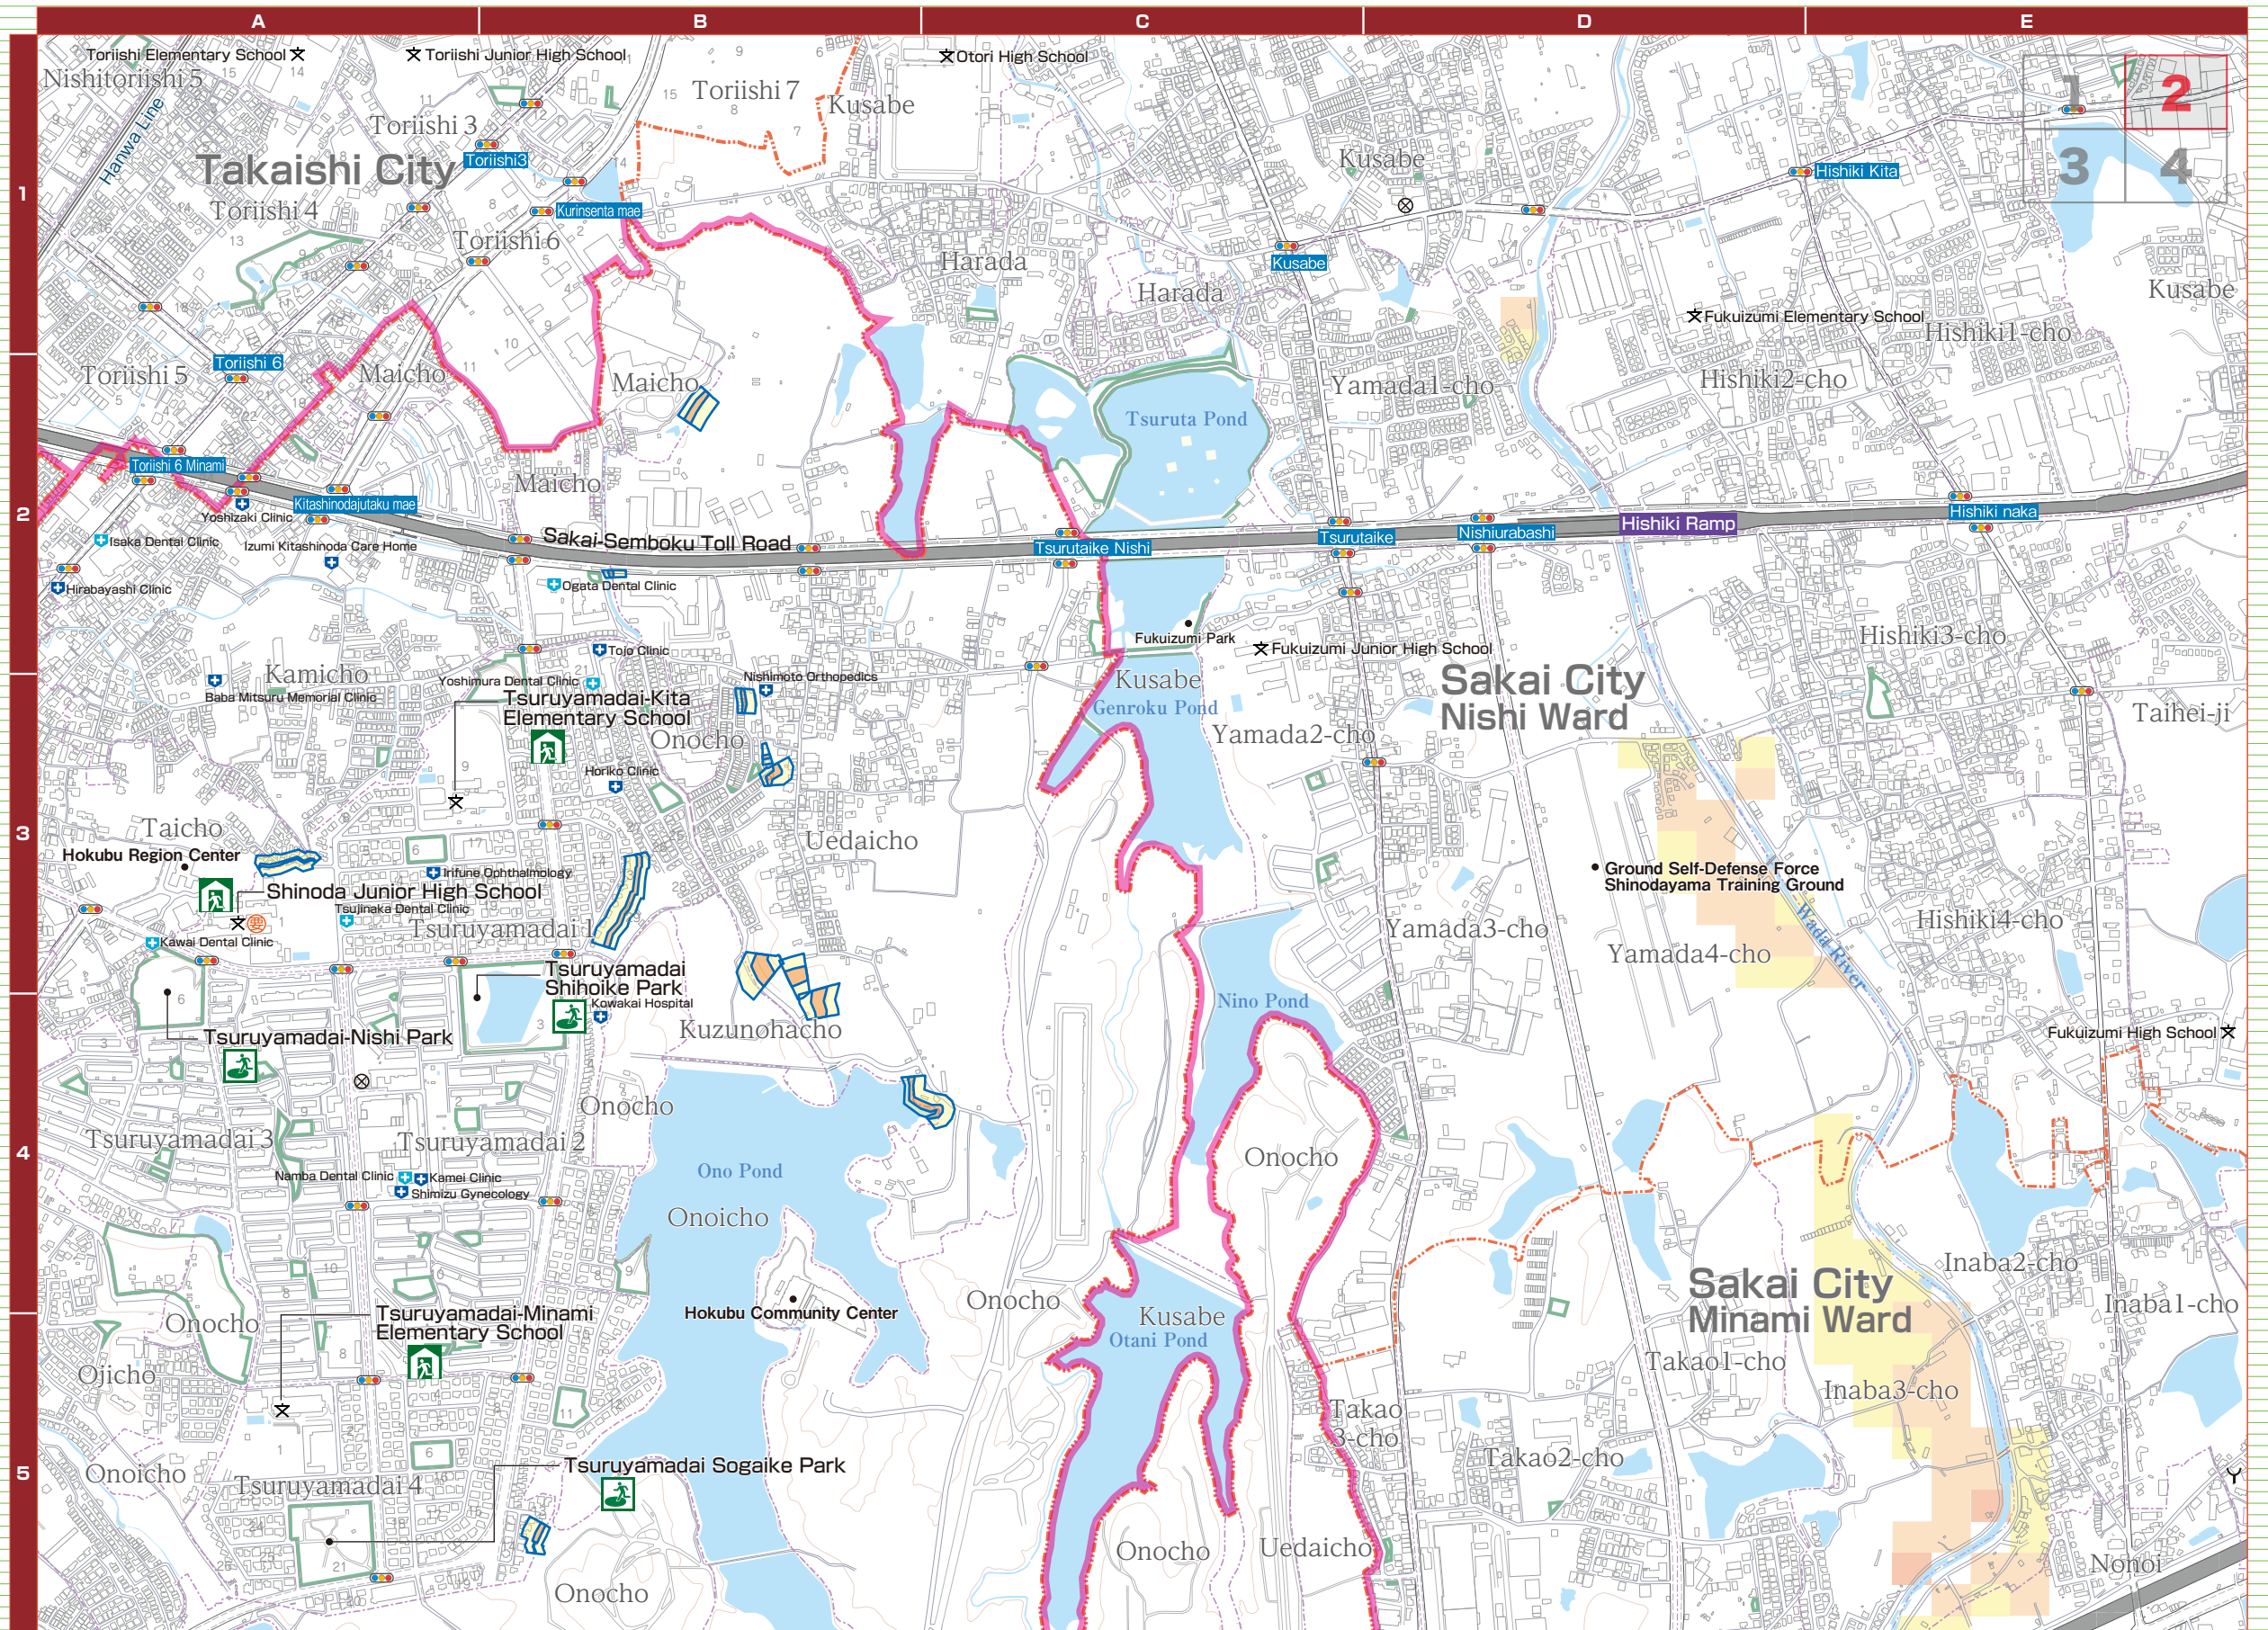 A
B
C
D
E
1
2
3
4
5
1
2
3
4
Toriishi Elementary School
Toriishi Junior High School
Otori High School
Nishitoriishi 5
Hanwa Line
Toriishi 7
Kusabe
Toriishi 3
Takaishi City
Toriishi3
Kusabe
Hishiki Kita
Toriishi 4
Kurinsenta mae
Toriishi 6
Harada
Kusabe
Harada
Kusabe
Fukuizumi Elementary School
Hishiki1-cho
Toriishi 6
Toriishi 5
Maicho
Maicho
Yamada1-cho
Hishiki2-cho
Tsuruta Pond
Toriishi 6 Minami
Maicho
Kitashinodajutaku mae
Yoshizaki Clinic
Hishiki Ramp
Hishiki naka
Isaka Dental Clinic
Izumi Kitashinoda Care Home
Sakai-Semboku Toll Road
Tsurutaike Nishi
Tsurutaike
Nishiurabashi
Hirabayashi Clinic
Ogata Dental Clinic
Fukuizumi Park
Fukuizumi Junior High School
Hishiki3-cho
Tojo Clinic
Kamicho
Yoshimura Dental Clinic
Nishimoto Orthopedics
Baba Mitsuru Memorial Clinic
Tsuruyamadai-Kita
Elementary School
Kusabe
Genroku Pond
Sakai City
Nishi Ward
Taihei-ji
Onocho
Yamada2-cho
Horiko Clinic
Taicho
Uedaicho
Hokubu Region Center
Irifune Ophthalmology
Ground Self-Defense Force
Shinodayama Training Ground
Shinoda Junior High School
Tsujinaka Dental Clinic
Tsuruyamadai 1
Kawai Dental Clinic
Yamada3-cho
Wada River
Hishiki4-cho
Yamada4-cho
Tsuruyamadai
Shihoike Park
Kowakai Hospital
Nino Pond
Tsuruyamadai-Nishi Park
Kuzunohacho
Fukuizumi High School
Onocho
Tsuruyamadai 3
Tsuruyamadai 2
Onocho
Namba Dental Clinic
Kamei Clinic
Shimizu Gynecology
Ono Pond
Onoicho
Inaba2-cho
Sakai City
Minami Ward
Onocho
Hokubu Community Center
Onocho
Tsuruyamadai-Minami
Elementary School
Kusabe
Otani Pond
Inaba1-cho
Ojicho
Takao1-cho
Inaba3-cho
Takao
3-cho
Takao2-cho
Onoicho
Tsuruyamadai Sogaike Park
Tsuruyamadai 4
Onocho
Uedaicho
Nonoi
Onocho